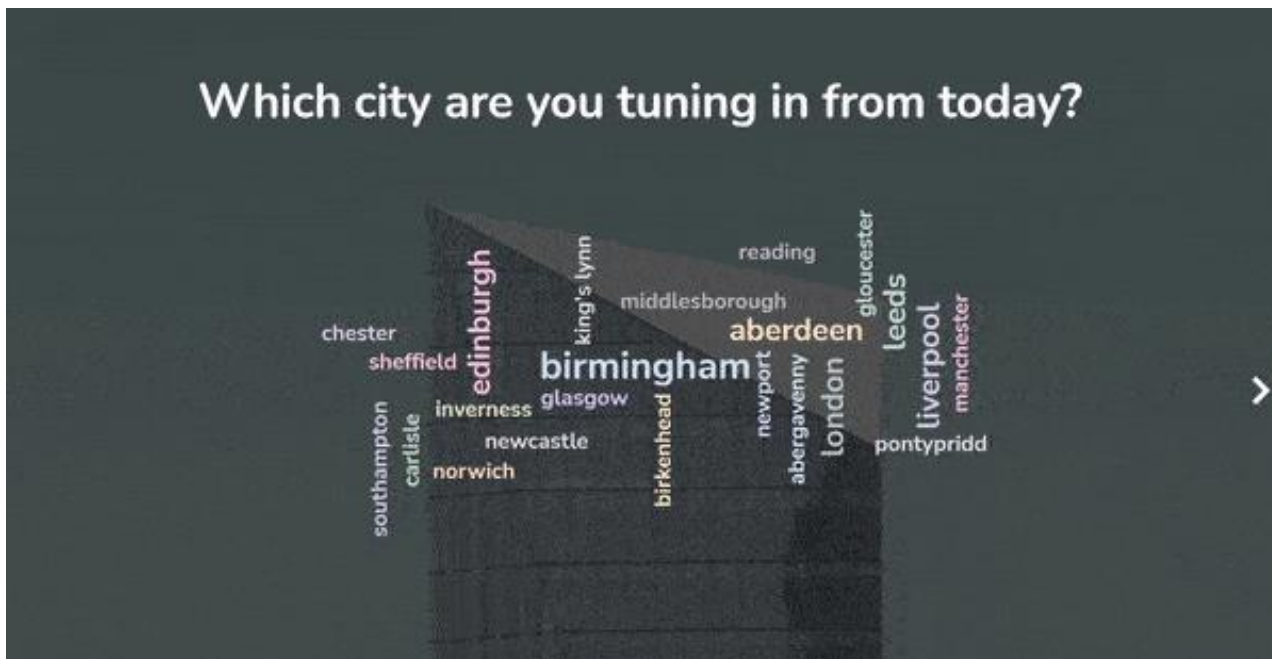 Which city are you tuning in from today?
reading
gloucester
king's lynn
edinburgh
middlesborough
leeds
manchester
liverpool
chester
aberdeen
sheffield
birmingham
newport
abergavenny
london
glasgow
birkenhead
inverness
southampton
carlisle
newcastle
pontypridd
norwich